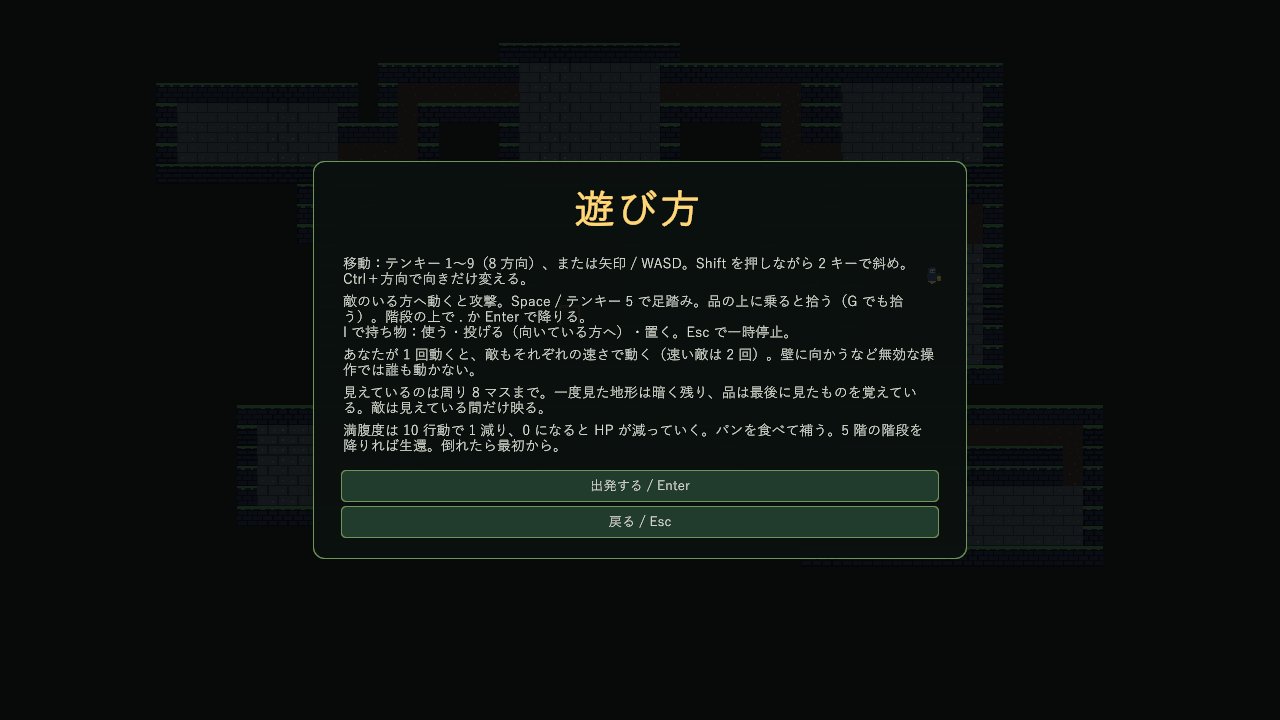 遊び方
移動：テンキー 1〜9（8 方向）、または矢印 / WASD。Shift を押しながら 2 キーで斜め。
Ctrl＋方向で向きだけ変える。
敵のいる方へ動くと攻撃。Space / テンキー 5 で足踏み。品の上に乗ると拾う（G でも拾
う）。階段の上で . か Enter で降りる。
I で持ち物：使う・投げる（向いている方へ）・置く。Esc で一時停止。
あなたが 1 回動くと、敵もそれぞれの速さで動く（速い敵は 2 回）。壁に向かうなど無効な操
作では誰も動かない。
見えているのは周り 8 マスまで。一度見た地形は暗く残り、品は最後に見たものを覚えてい
る。敵は見えている間だけ映る。
満腹度は 10 行動で 1 減り、0 になると HP が減っていく。パンを食べて補う。5 階の階段を
降りれば生還。倒れたら最初から。
出発する / Enter
戻る / Esc